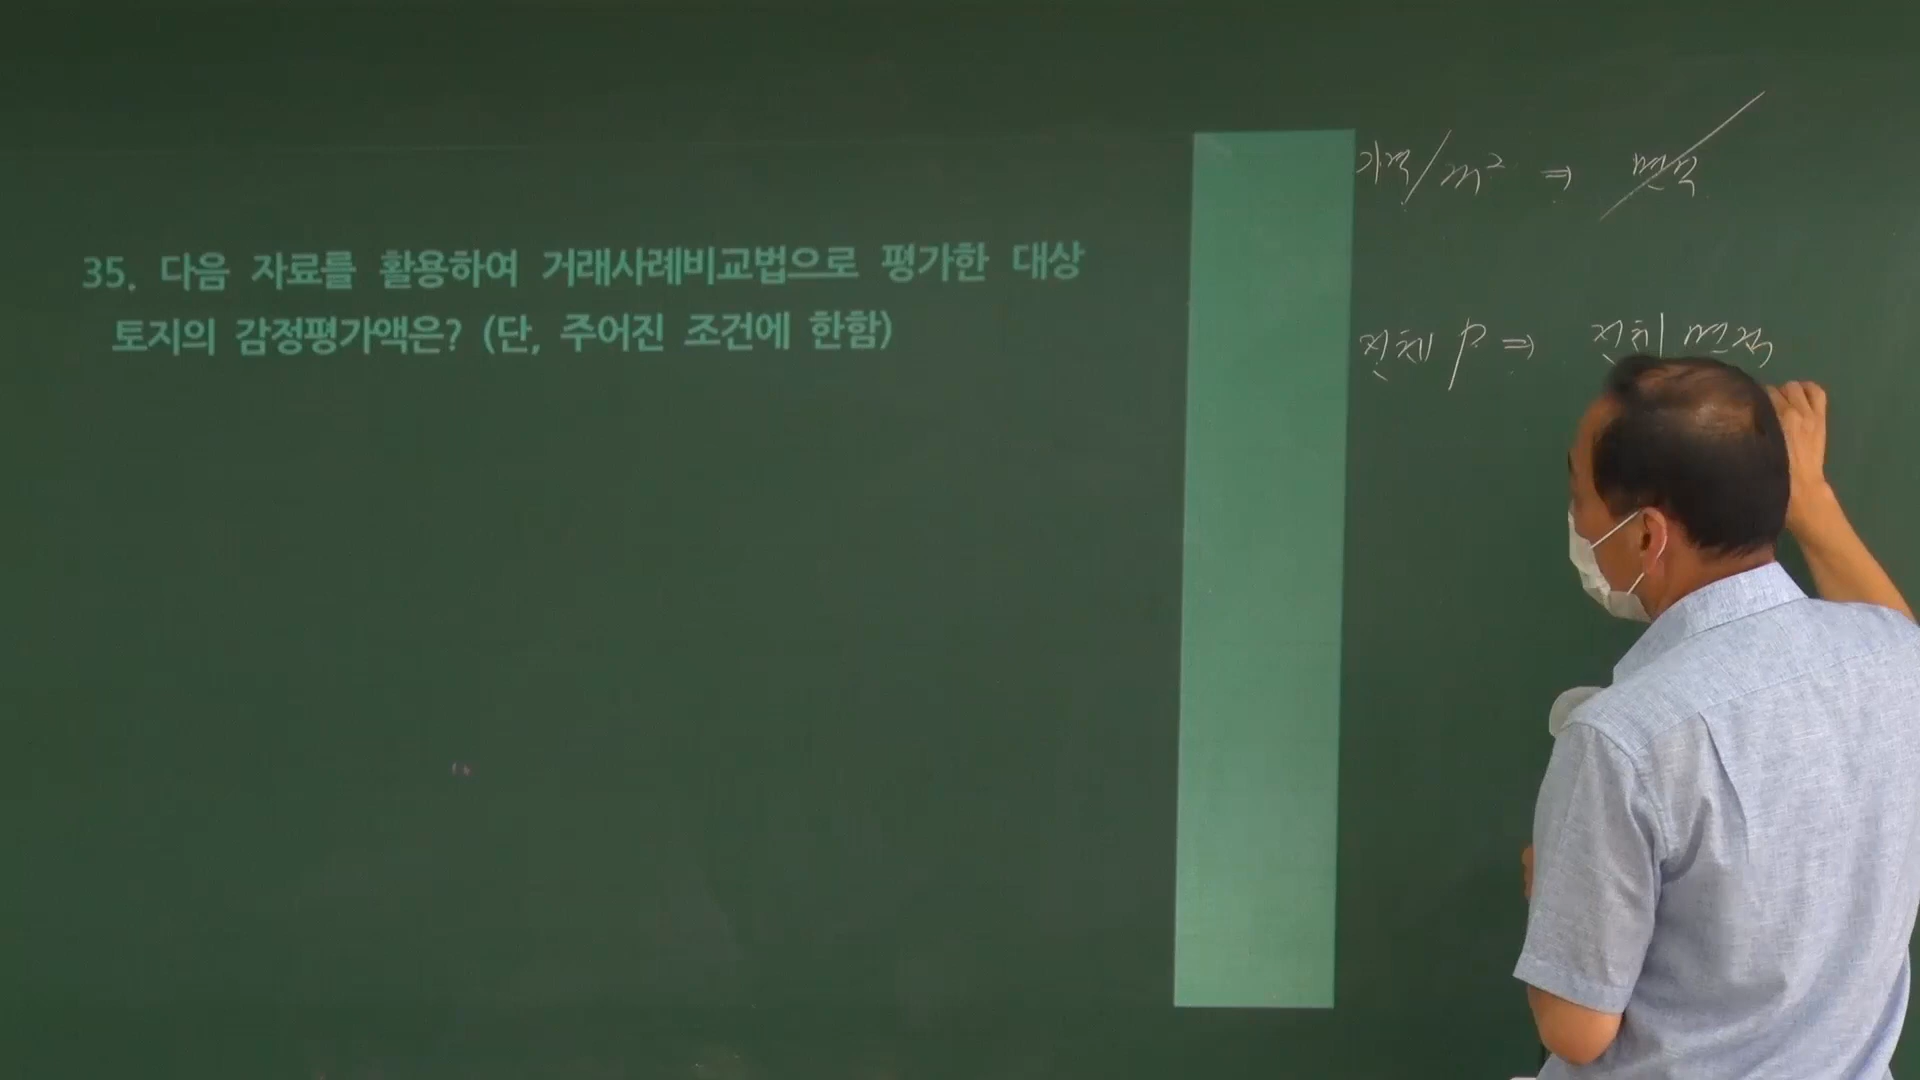 35. 다음 자료를 활용하여 거래사례비교법으로 평가한 대상
토지의 감정평가액은? (단, 주어진 조건에 한함)
가격/m² ⇒ 면적
전체 P ⇒ 전체 면적